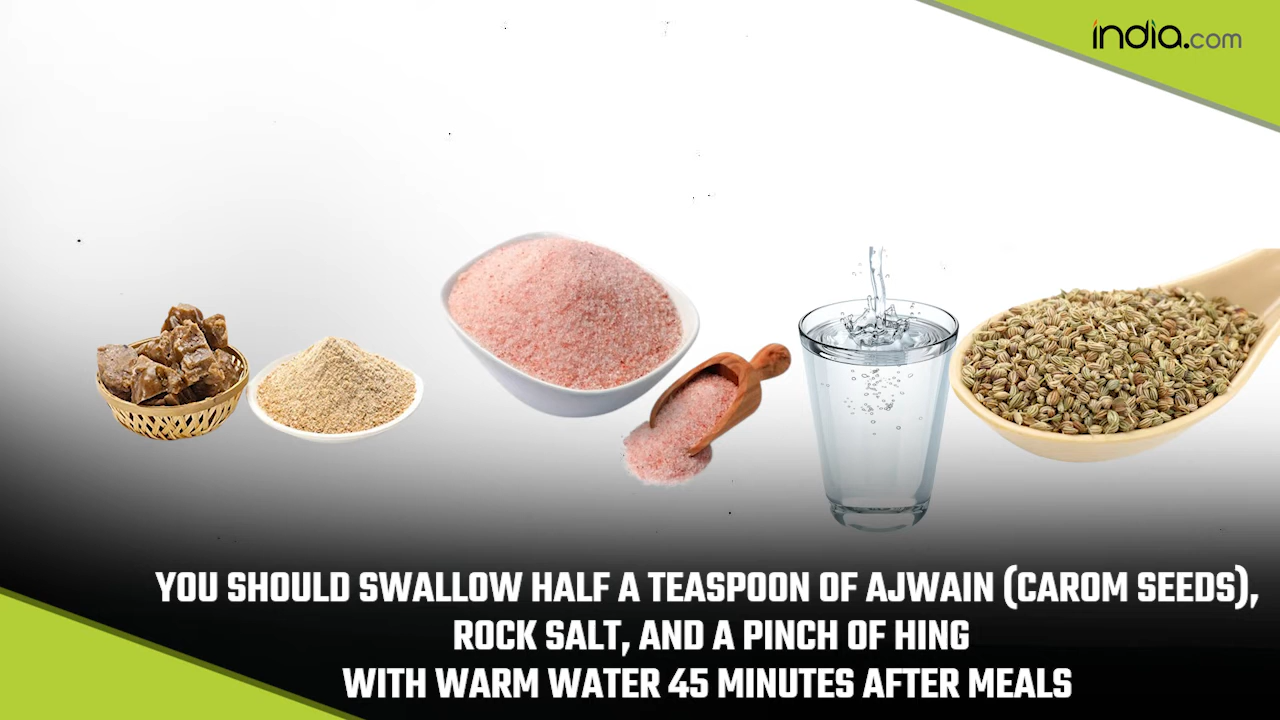 india.com
YOU SHOULD SWALLOW HALF A TEASPOON OF AJWAIN (CAROM SEEDS),
ROCK SALT, AND A PINCH OF HING
WITH WARM WATER 45 MINUTES AFTER MEALS